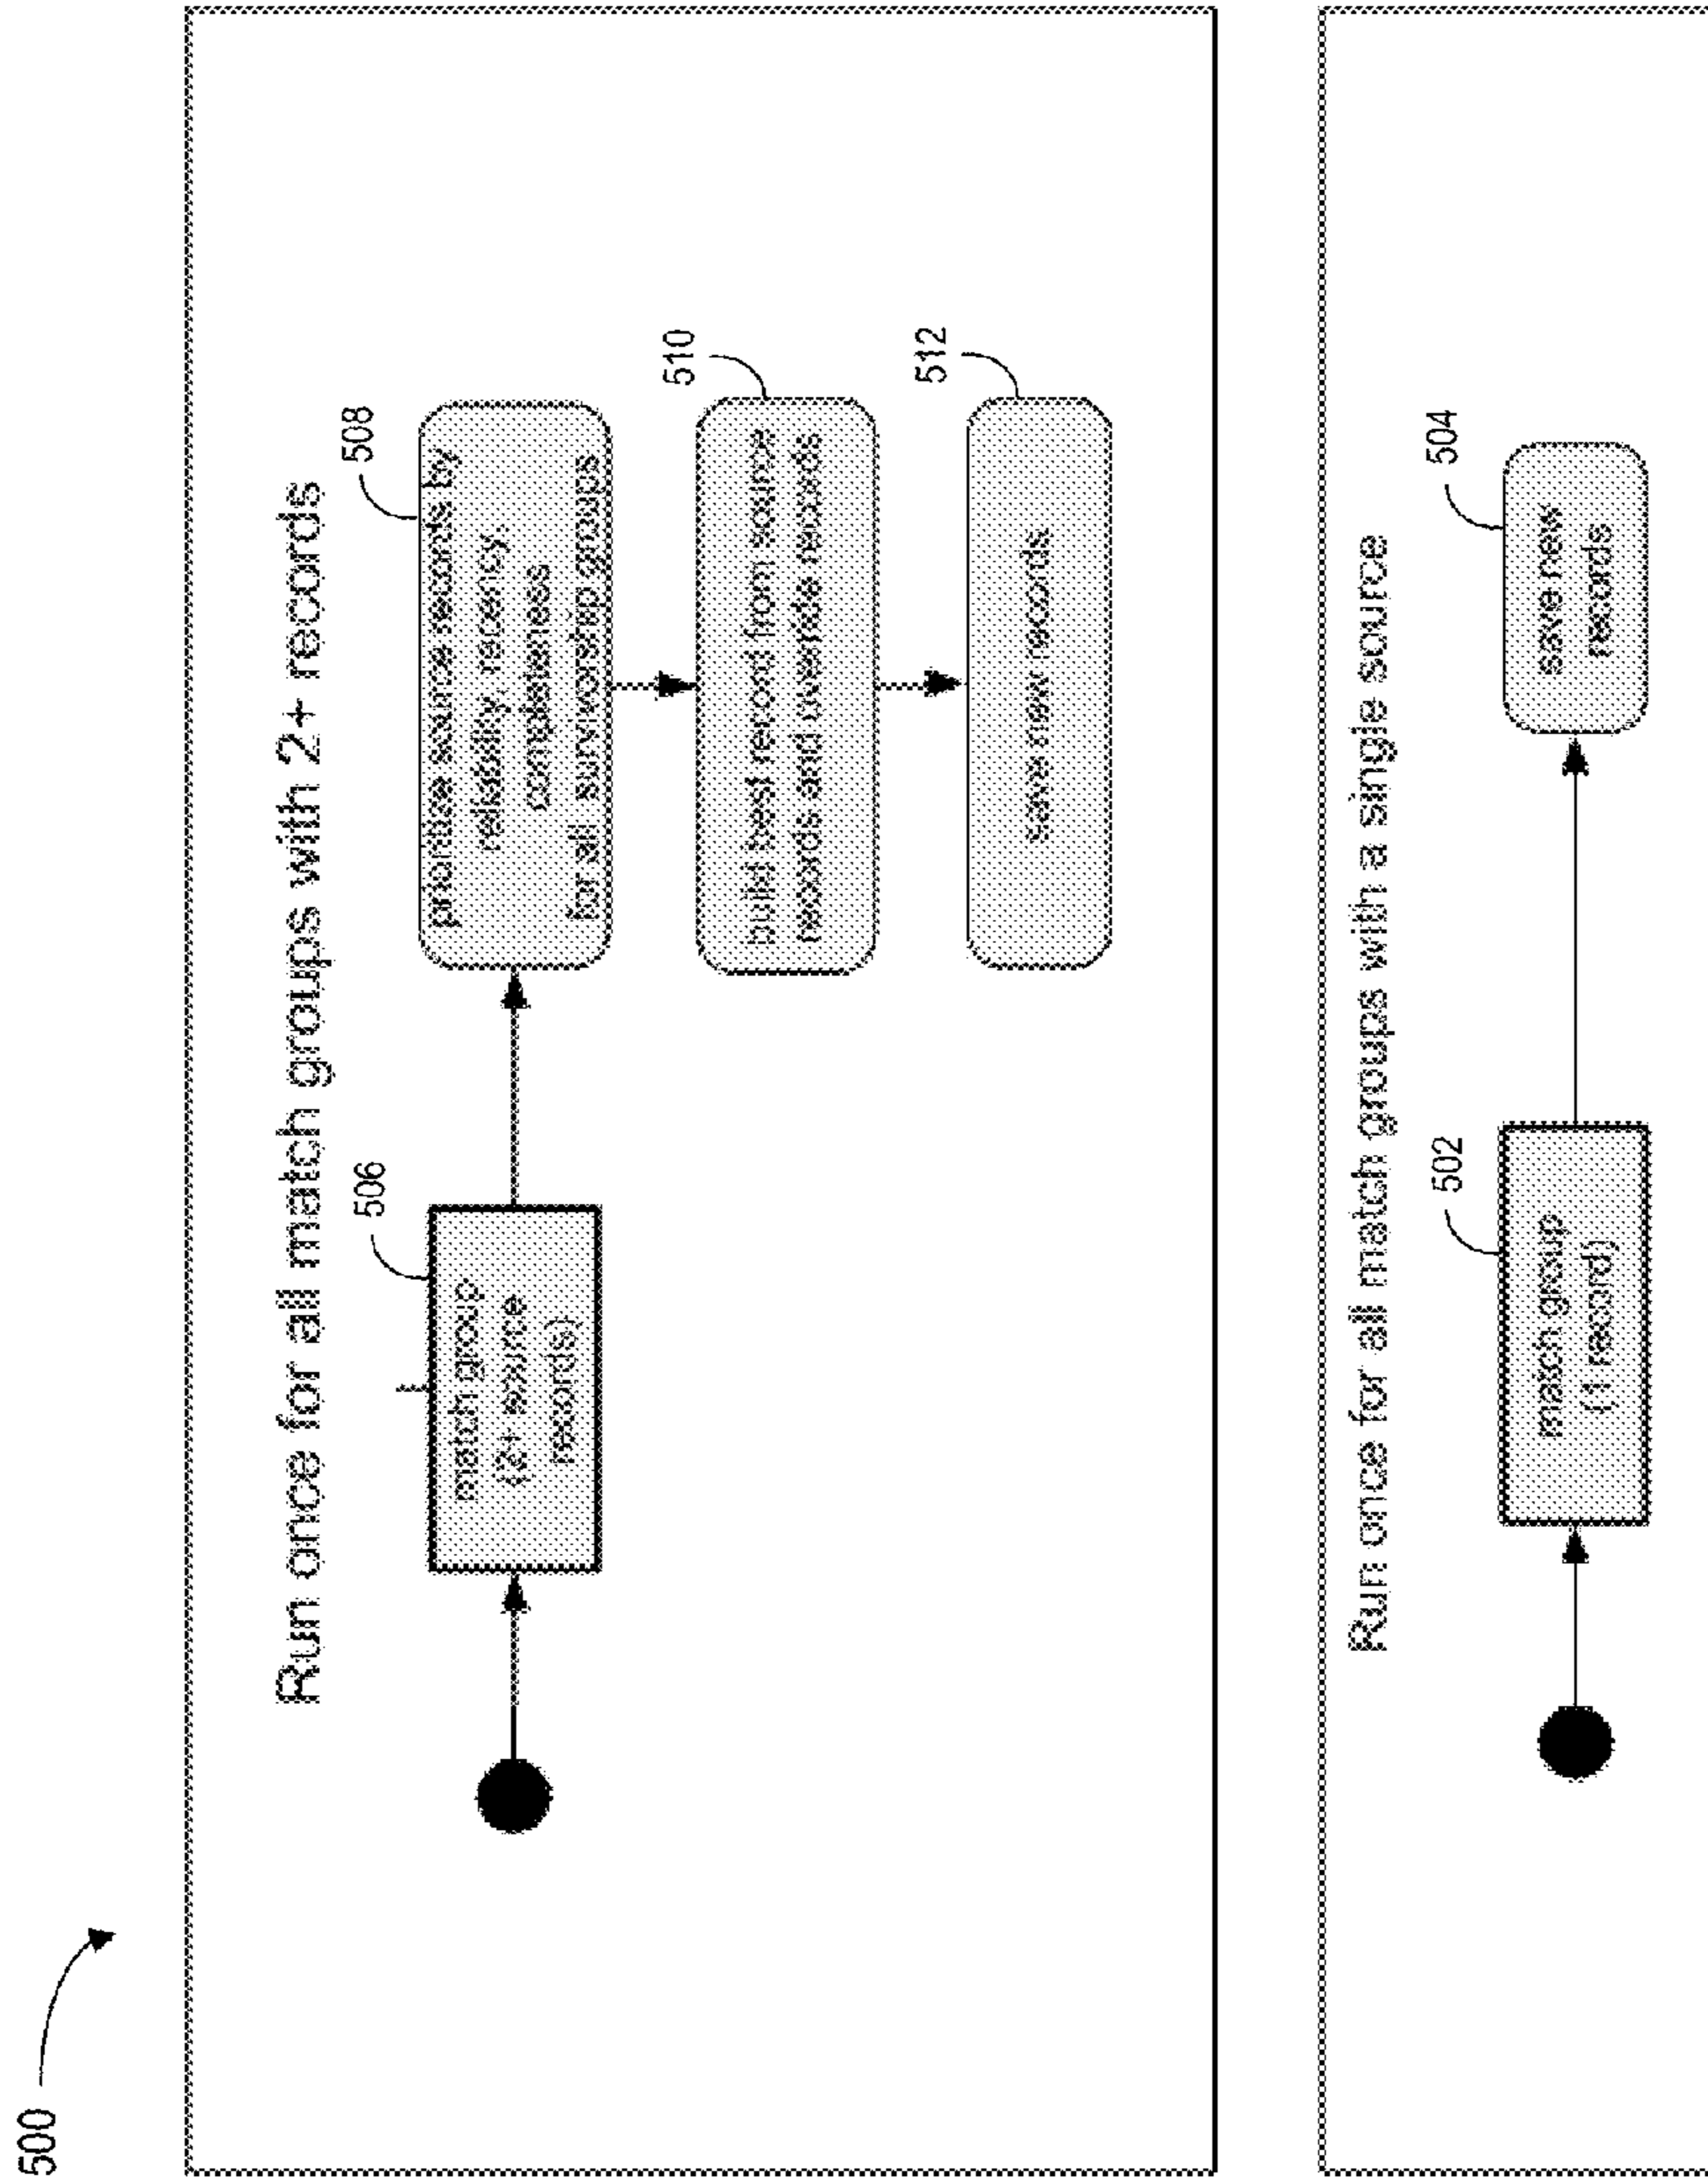 500
Run once for all match groups with 2+ records
506
match group
(2+ source
records)
508
prioritize source records by
reliability, recency,
completeness
for all survivorship groups
510
build best record from source
records and override records
512
save new records
Run once for all match groups with a single source
502
match group
(1 record)
504
save new
records